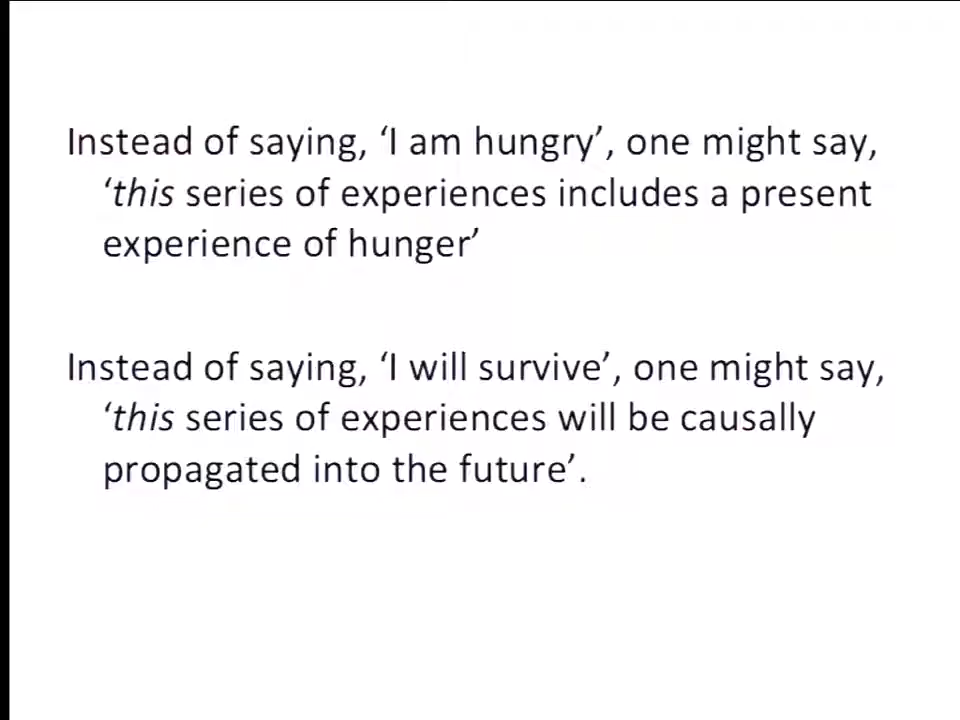 Instead of saying, ‘I am hungry’, one might say,
‘this series of experiences includes a present
experience of hunger’
Instead of saying, ‘I will survive’, one might say,
‘this series of experiences will be causally
propagated into the future’.